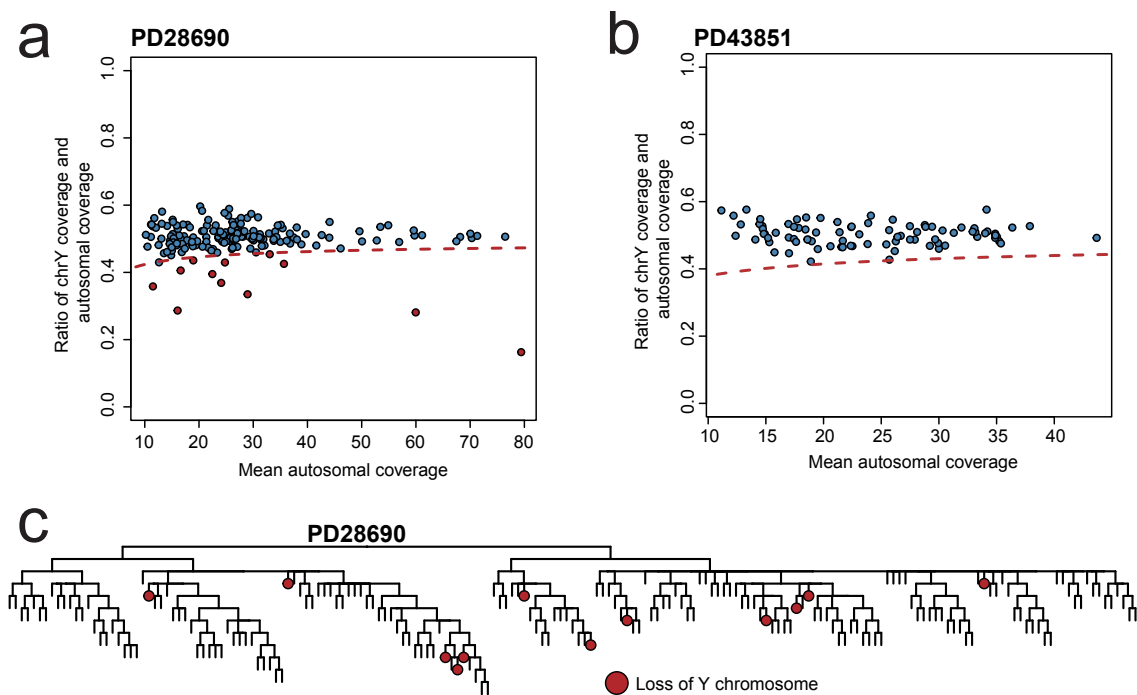 a
PD28690
Ratio of chrY coverage and
autosomal coverage
1.0
0.8
0.6
0.4
0.2
0.0
10 20 30 40 50 60 70 80
Mean autosomal coverage
b
PD43851
Ratio of chrY coverage and
autosomal coverage
1.0
0.8
0.6
0.4
0.2
0.0
10 15 20 25 30 35 40
Mean autosomal coverage
c
PD28690
Loss of Y chromosome